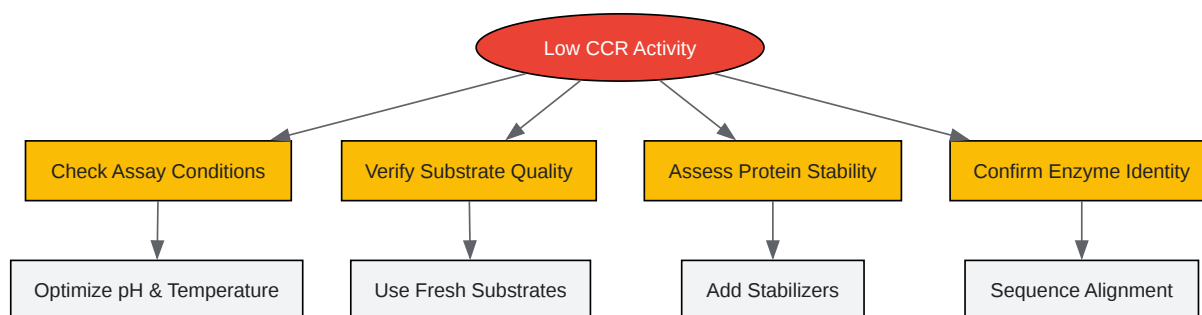 Low CCR Activity
Check Assay Conditions
Verify Substrate Quality
Assess Protein Stability
Confirm Enzyme Identity
Optimize pH & Temperature
Use Fresh Substrates
Add Stabilizers
Sequence Alignment